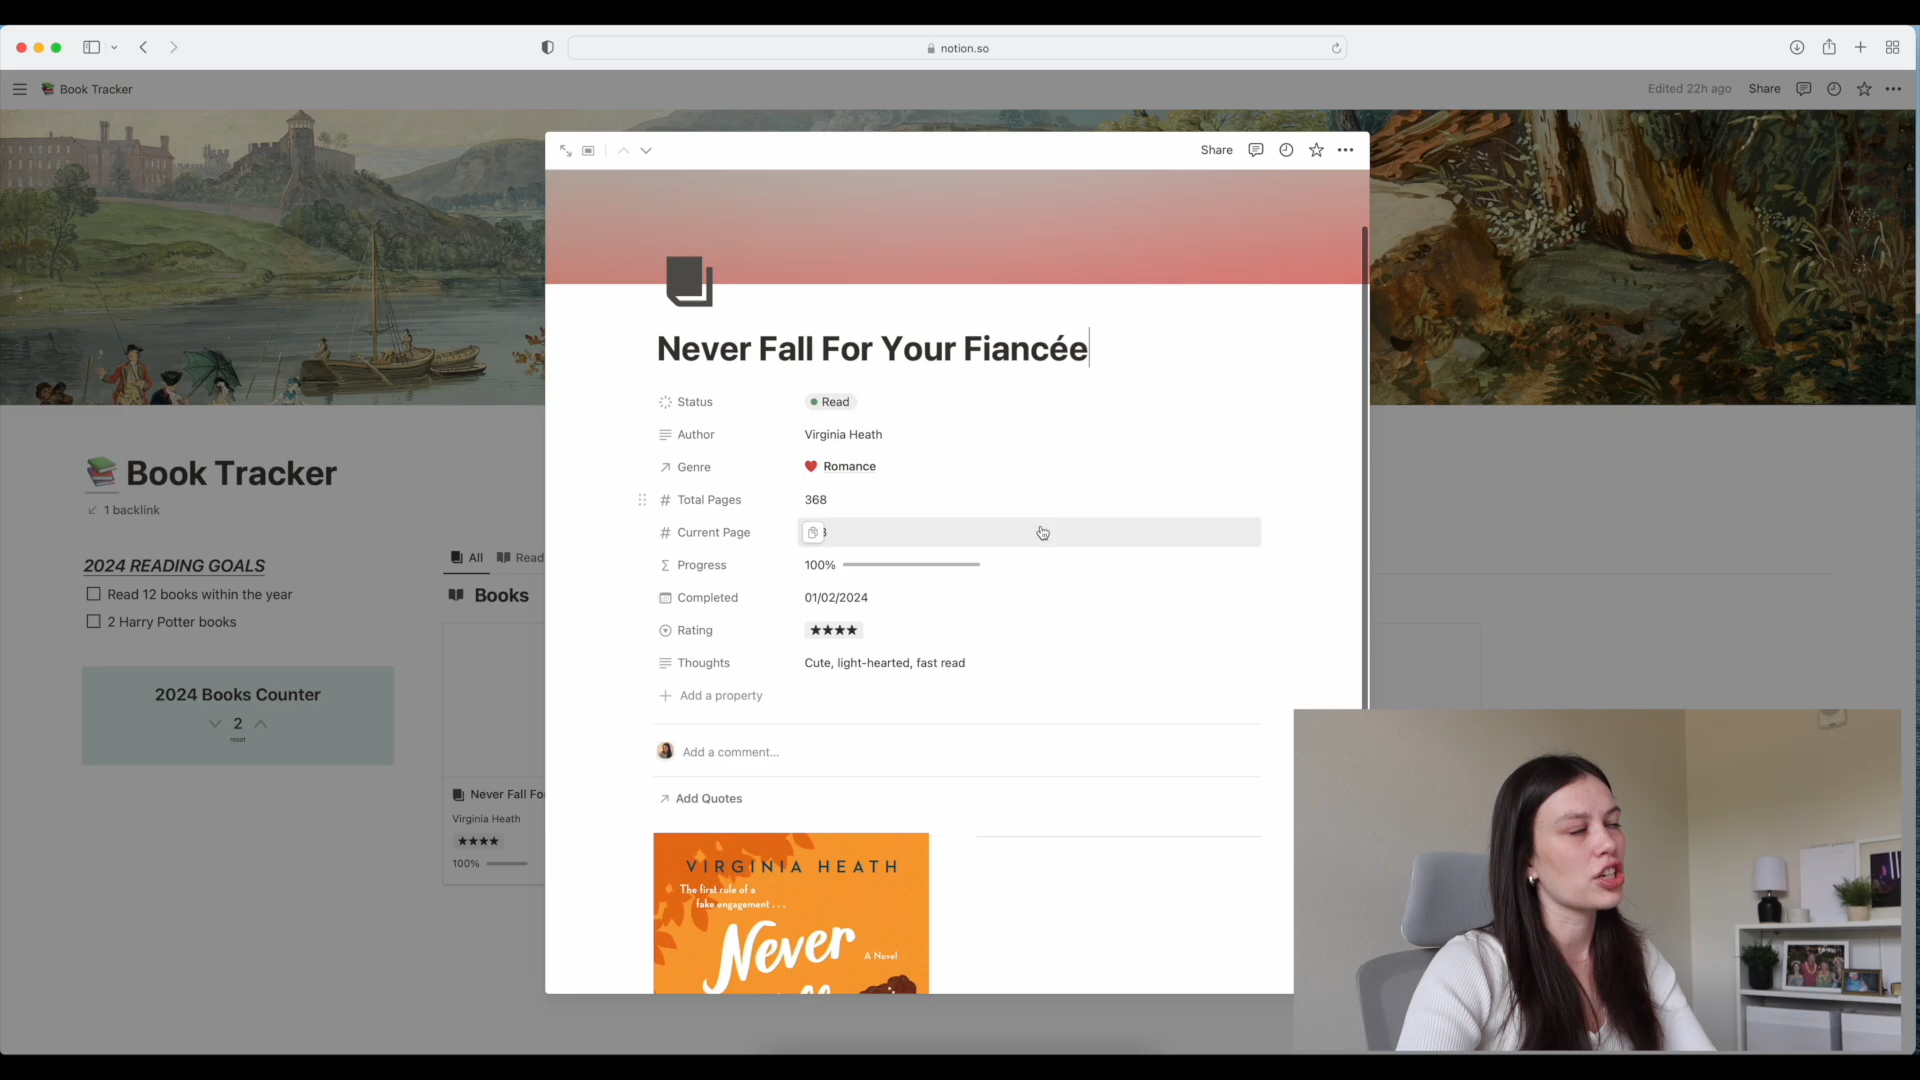 notion.so
Book Tracker
Edited 22h ago
Share
Share
Never Fall For Your Fiancée
Status
Read
Author
Virginia Heath
Genre
Romance
Total Pages
368
Current Page
Progress
100%
Completed
01/02/2024
Rating
★★★★
Thoughts
Cute, light-hearted, fast read
Add a property
Add a comment...
Add Quotes
VIRGINIA HEATH
The first rule of a
fake engagement . . .
Never
A Novel
Book Tracker
1 backlink
2024 READING GOALS
Read 12 books within the year
2 Harry Potter books
2024 Books Counter
2
reset
All
Read
Books
Never Fall Fo
Virginia Heath
★★★★
100%